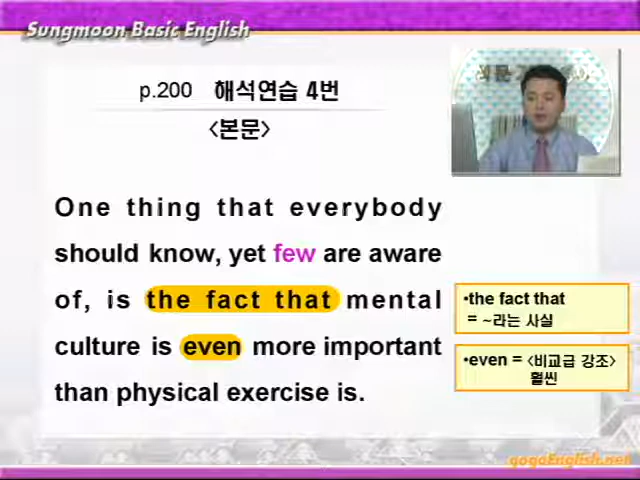 Sungmoon Basic English
p.200 해석연습 4번
<본문>
One thing that everybody
should know, yet few are aware
of, is the fact that mental
culture is even more important
than physical exercise is.
•the fact that
= ~라는 사실
•even = <비교급 강조>
훨씬
gogoEnglish.net